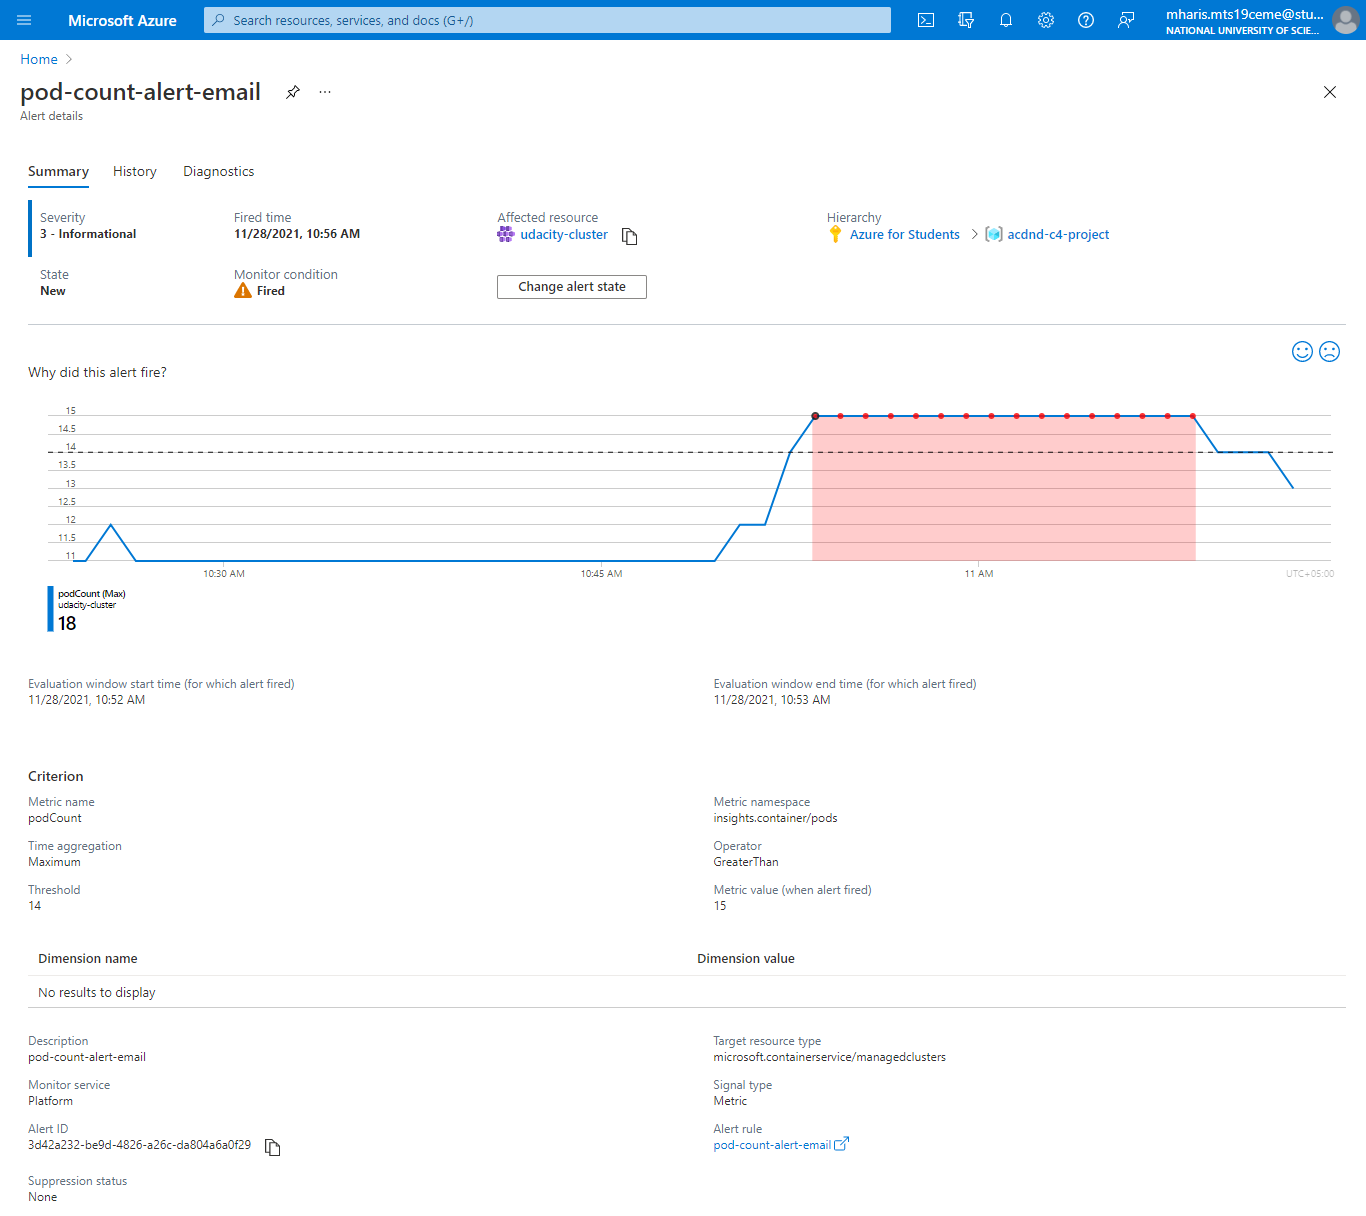 Microsoft Azure
Search resources, services, and docs (G+/)
mharis.mts19ceme@stu...
NATIONAL UNIVERSITY OF SCIE...
Home
pod-count-alert-email
Alert details
Summary History Diagnostics
Severity Fired time Affected resource Hierarchy
3 - Informational 11/28/2021, 10:56 AM udacity-cluster Azure for Students > acdnd-c4-project
State Monitor condition
New Fired Change alert state
Why did this alert fire?
15
14.5
14
13.5
13
12.5
12
11.5
11
10:30 AM 10:45 AM 11 AM UTC+05:00
podCount (Max)
udacity-cluster
18
Evaluation window start time (for which alert fired) Evaluation window end time (for which alert fired)
11/28/2021, 10:52 AM 11/28/2021, 10:53 AM
Criterion
Metric name Metric namespace
podCount insights.container/pods
Time aggregation Operator
Maximum GreaterThan
Threshold Metric value (when alert fired)
14 15
Dimension name Dimension value
No results to display
Description Target resource type
pod-count-alert-email microsoft.containerservice/managedclusters
Monitor service Signal type
Platform Metric
Alert ID Alert rule
3d42a232-be9d-4826-a26c-da804a6a0f29 pod-count-alert-email
Suppression status
None